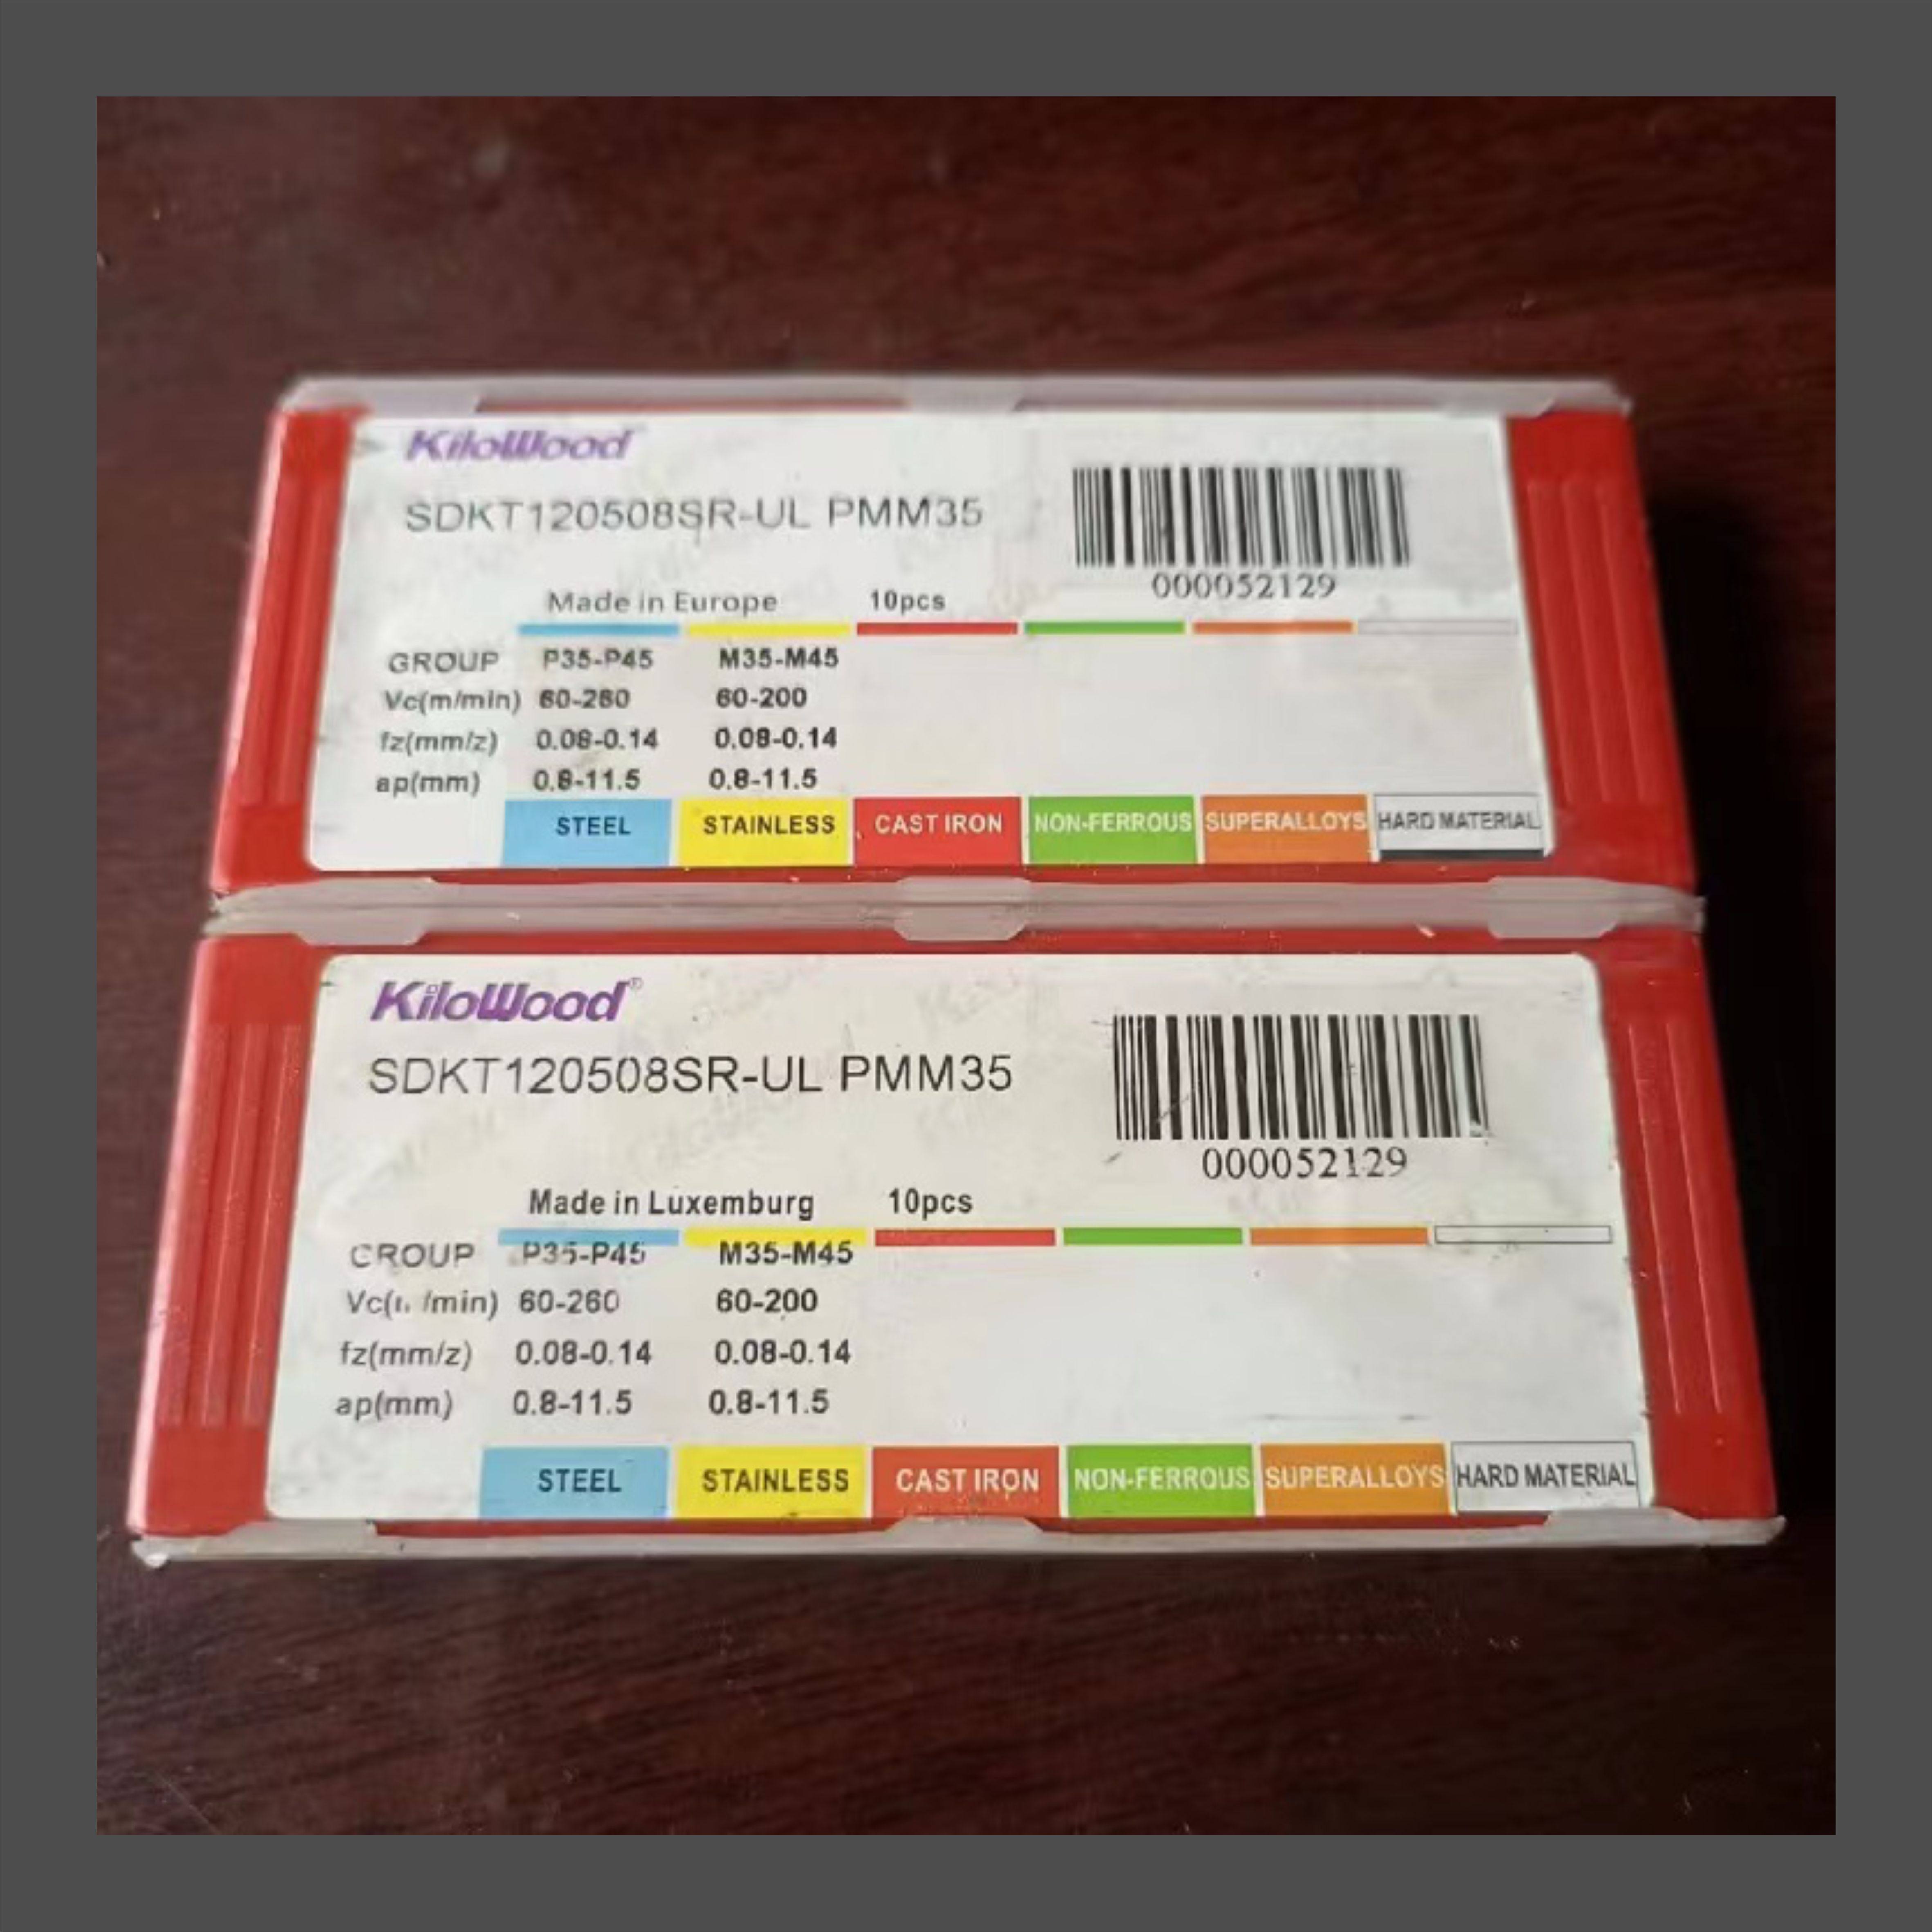 KiloWood
SDKT120508SR-UL PMM35
000052129
Made in Europe 10pcs
GROUP P35-P45 M35-M45
Vc(m/min) 60-260 60-200
fz(mm/z) 0.08-0.14 0.08-0.14
ap(mm) 0.8-11.5 0.8-11.5
STEEL STAINLESS CAST IRON NON-FERROUS SUPERALLOYS HARD MATERIAL
KiloWood®
SDKT120508SR-UL PMM35
000052129
Made in Luxemburg 10pcs
GROUP P35-P45 M35-M45
Vc(m/min) 60-260 60-200
fz(mm/z) 0.08-0.14 0.08-0.14
ap(mm) 0.8-11.5 0.8-11.5
STEEL STAINLESS CAST IRON NON-FERROUS SUPERALLOYS HARD MATERIAL